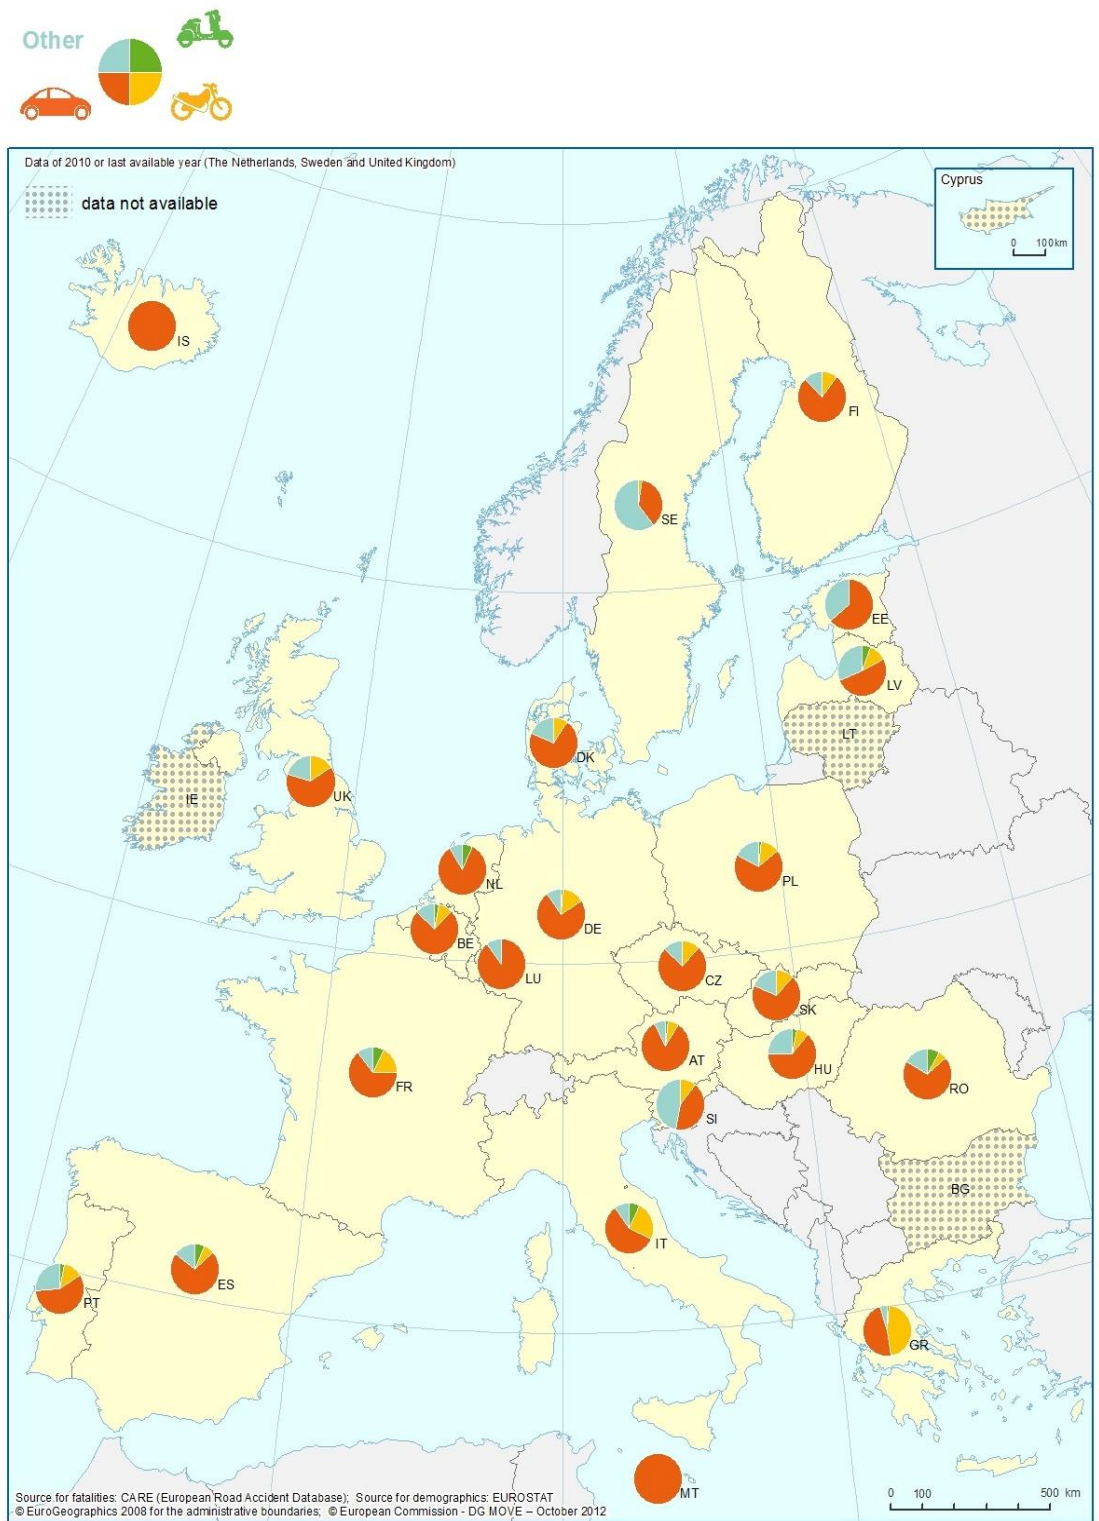 Other
Data of 2010 or last available year (The Netherlands, Sweden and United Kingdom)
data not available
Cyprus
0 100km
IS
FI
SE
EE
LV
LT
DK
IE
UK
NL
PL
BE
DE
LU
CZ
SK
AT
HU
FR
RO
SI
BG
IT
ES
PT
GR
MT
Source for fatalities: CARE (European Road Accident Database); Source for demographics: EUROSTAT
© EuroGeographics 2008 for the administrative boundaries; © European Commission - DG MOVE – October 2012
0 100 500 km